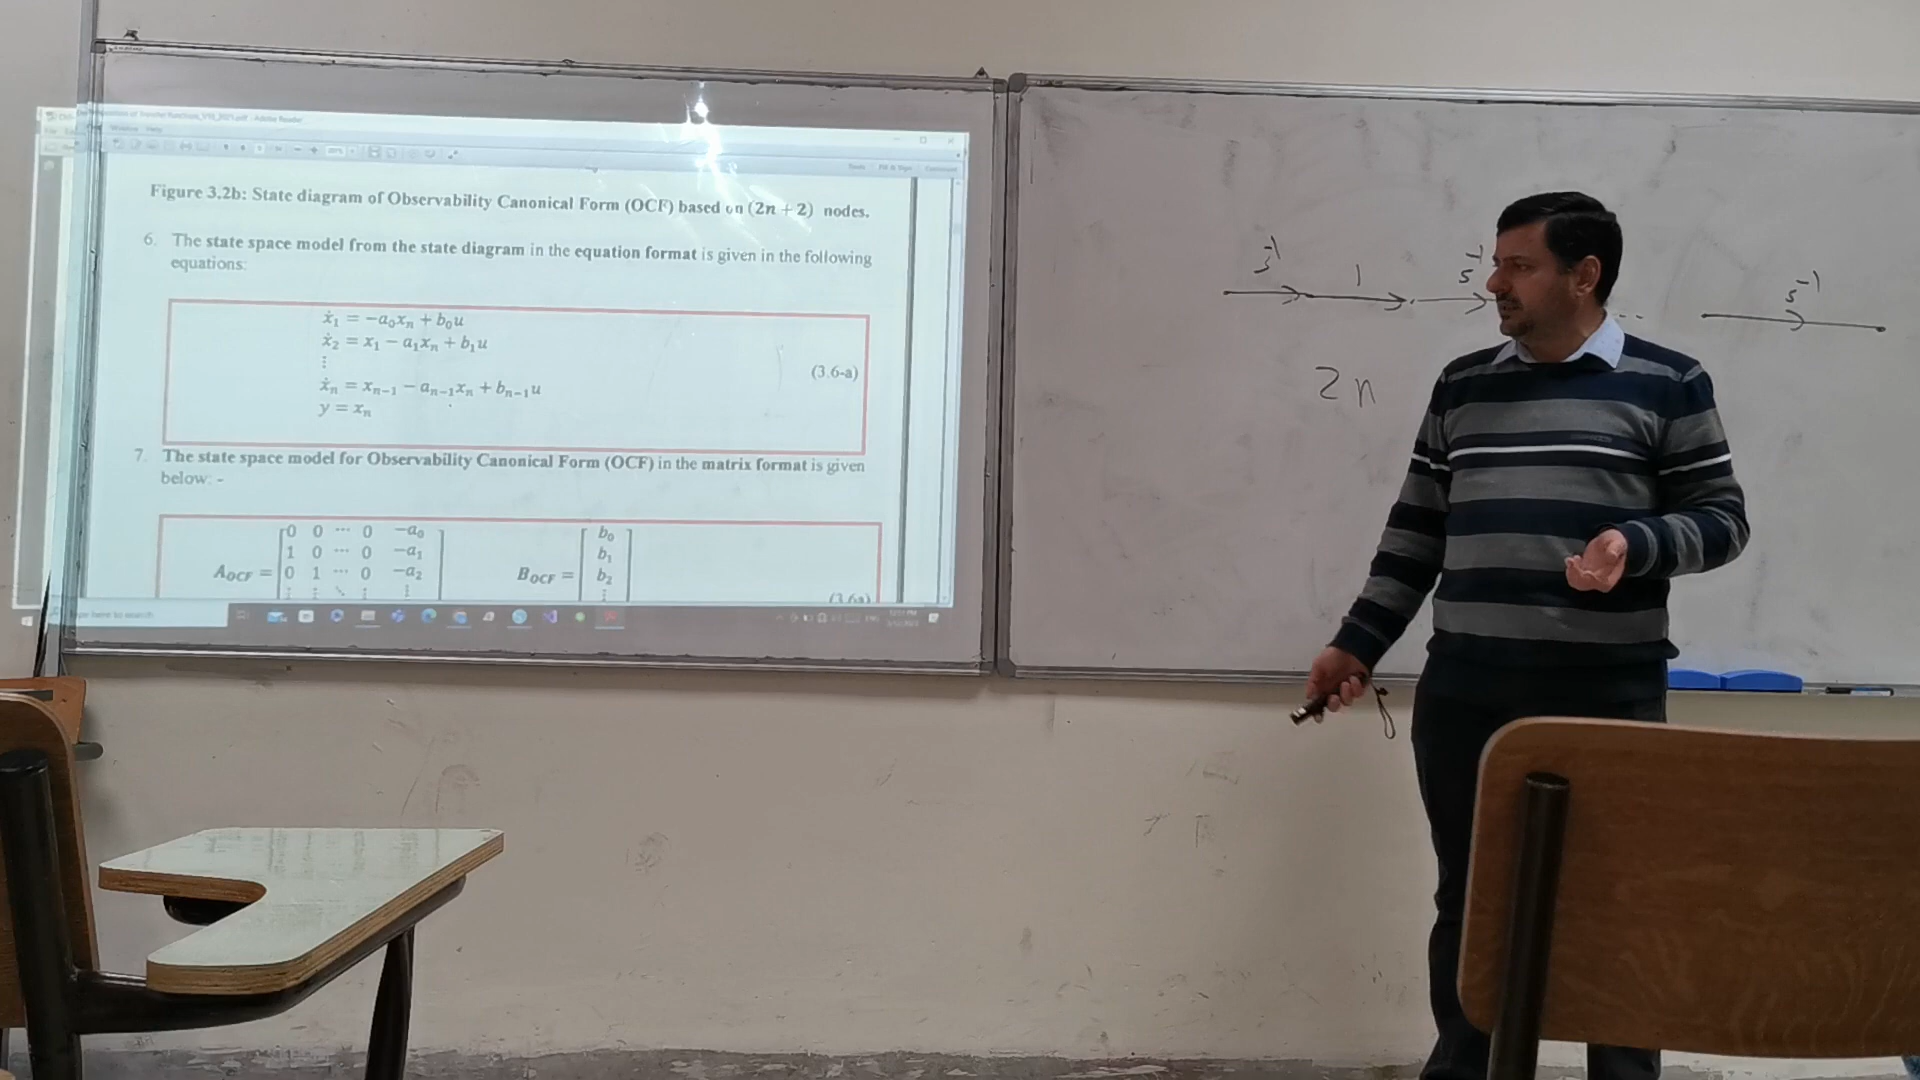 Window Help
Figure 3.2b: State diagram of Observability Canonical Form (OCF) based on (2n + 2) nodes.
6. The state space model from the state diagram in the equation format is given in the following
equations:
ẋ₁ = −a₀xₙ + b₀u
ẋ₂ = x₁ − a₁xₙ + b₁u
⋮
ẋₙ = xₙ₋₁ − aₙ₋₁xₙ + bₙ₋₁u
y = xₙ
(3.6-a)
7. The state space model for Observability Canonical Form (OCF) in the matrix format is given
below: -
0 0 ⋯ 0 −a₀
1 0 ⋯ 0 −a₁
A_OCF = 0 1 ⋯ 0 −a₂
⋮ ⋮ ⋱ ⋮ ⋮
b₀
b₁
B_OCF = b₂
⋮
(3.6a)
s⁻¹ 1 s⁻¹ ... s⁻¹
2n